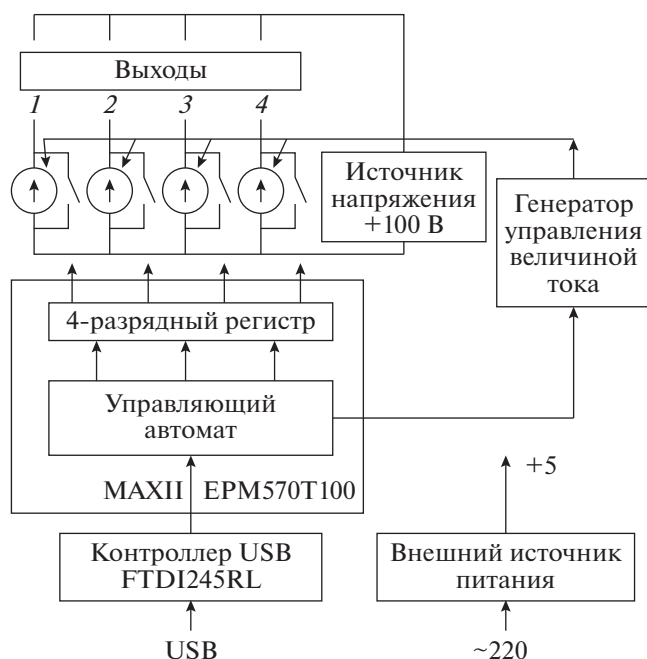 Выходы
1 2 3 4
Источник
напряжения
+100 В
Генератор
управления
величиной
тока
4-разрядный регистр
Управляющий
автомат
MAXII EPM570T100
+5
Контроллер USB
FTDI245RL
Внешний источник
питания
USB
~220